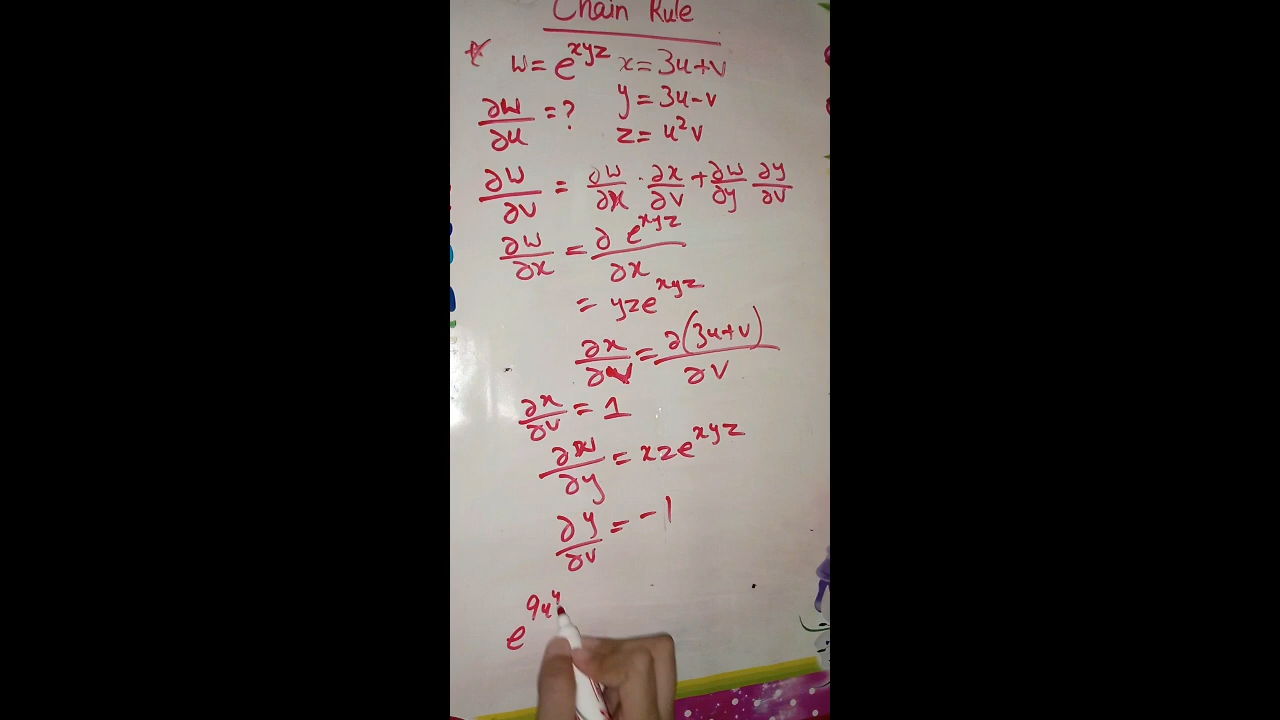 Chain Rule
w = e^{xyz} x = 3u+v
∂w/∂u = ? y = 3u-v
z = u²v
∂w/∂v = ∂w/∂x · ∂x/∂v + ∂w/∂y ∂y/∂v
∂w/∂x = ∂ e^{xyz}/∂x
= yze^{xyz}
∂x/∂v = ∂(3u+v)/∂v
∂x/∂v = 1
∂w/∂y = xze^{xyz}
∂y/∂v = -1
e^{9u⁴}